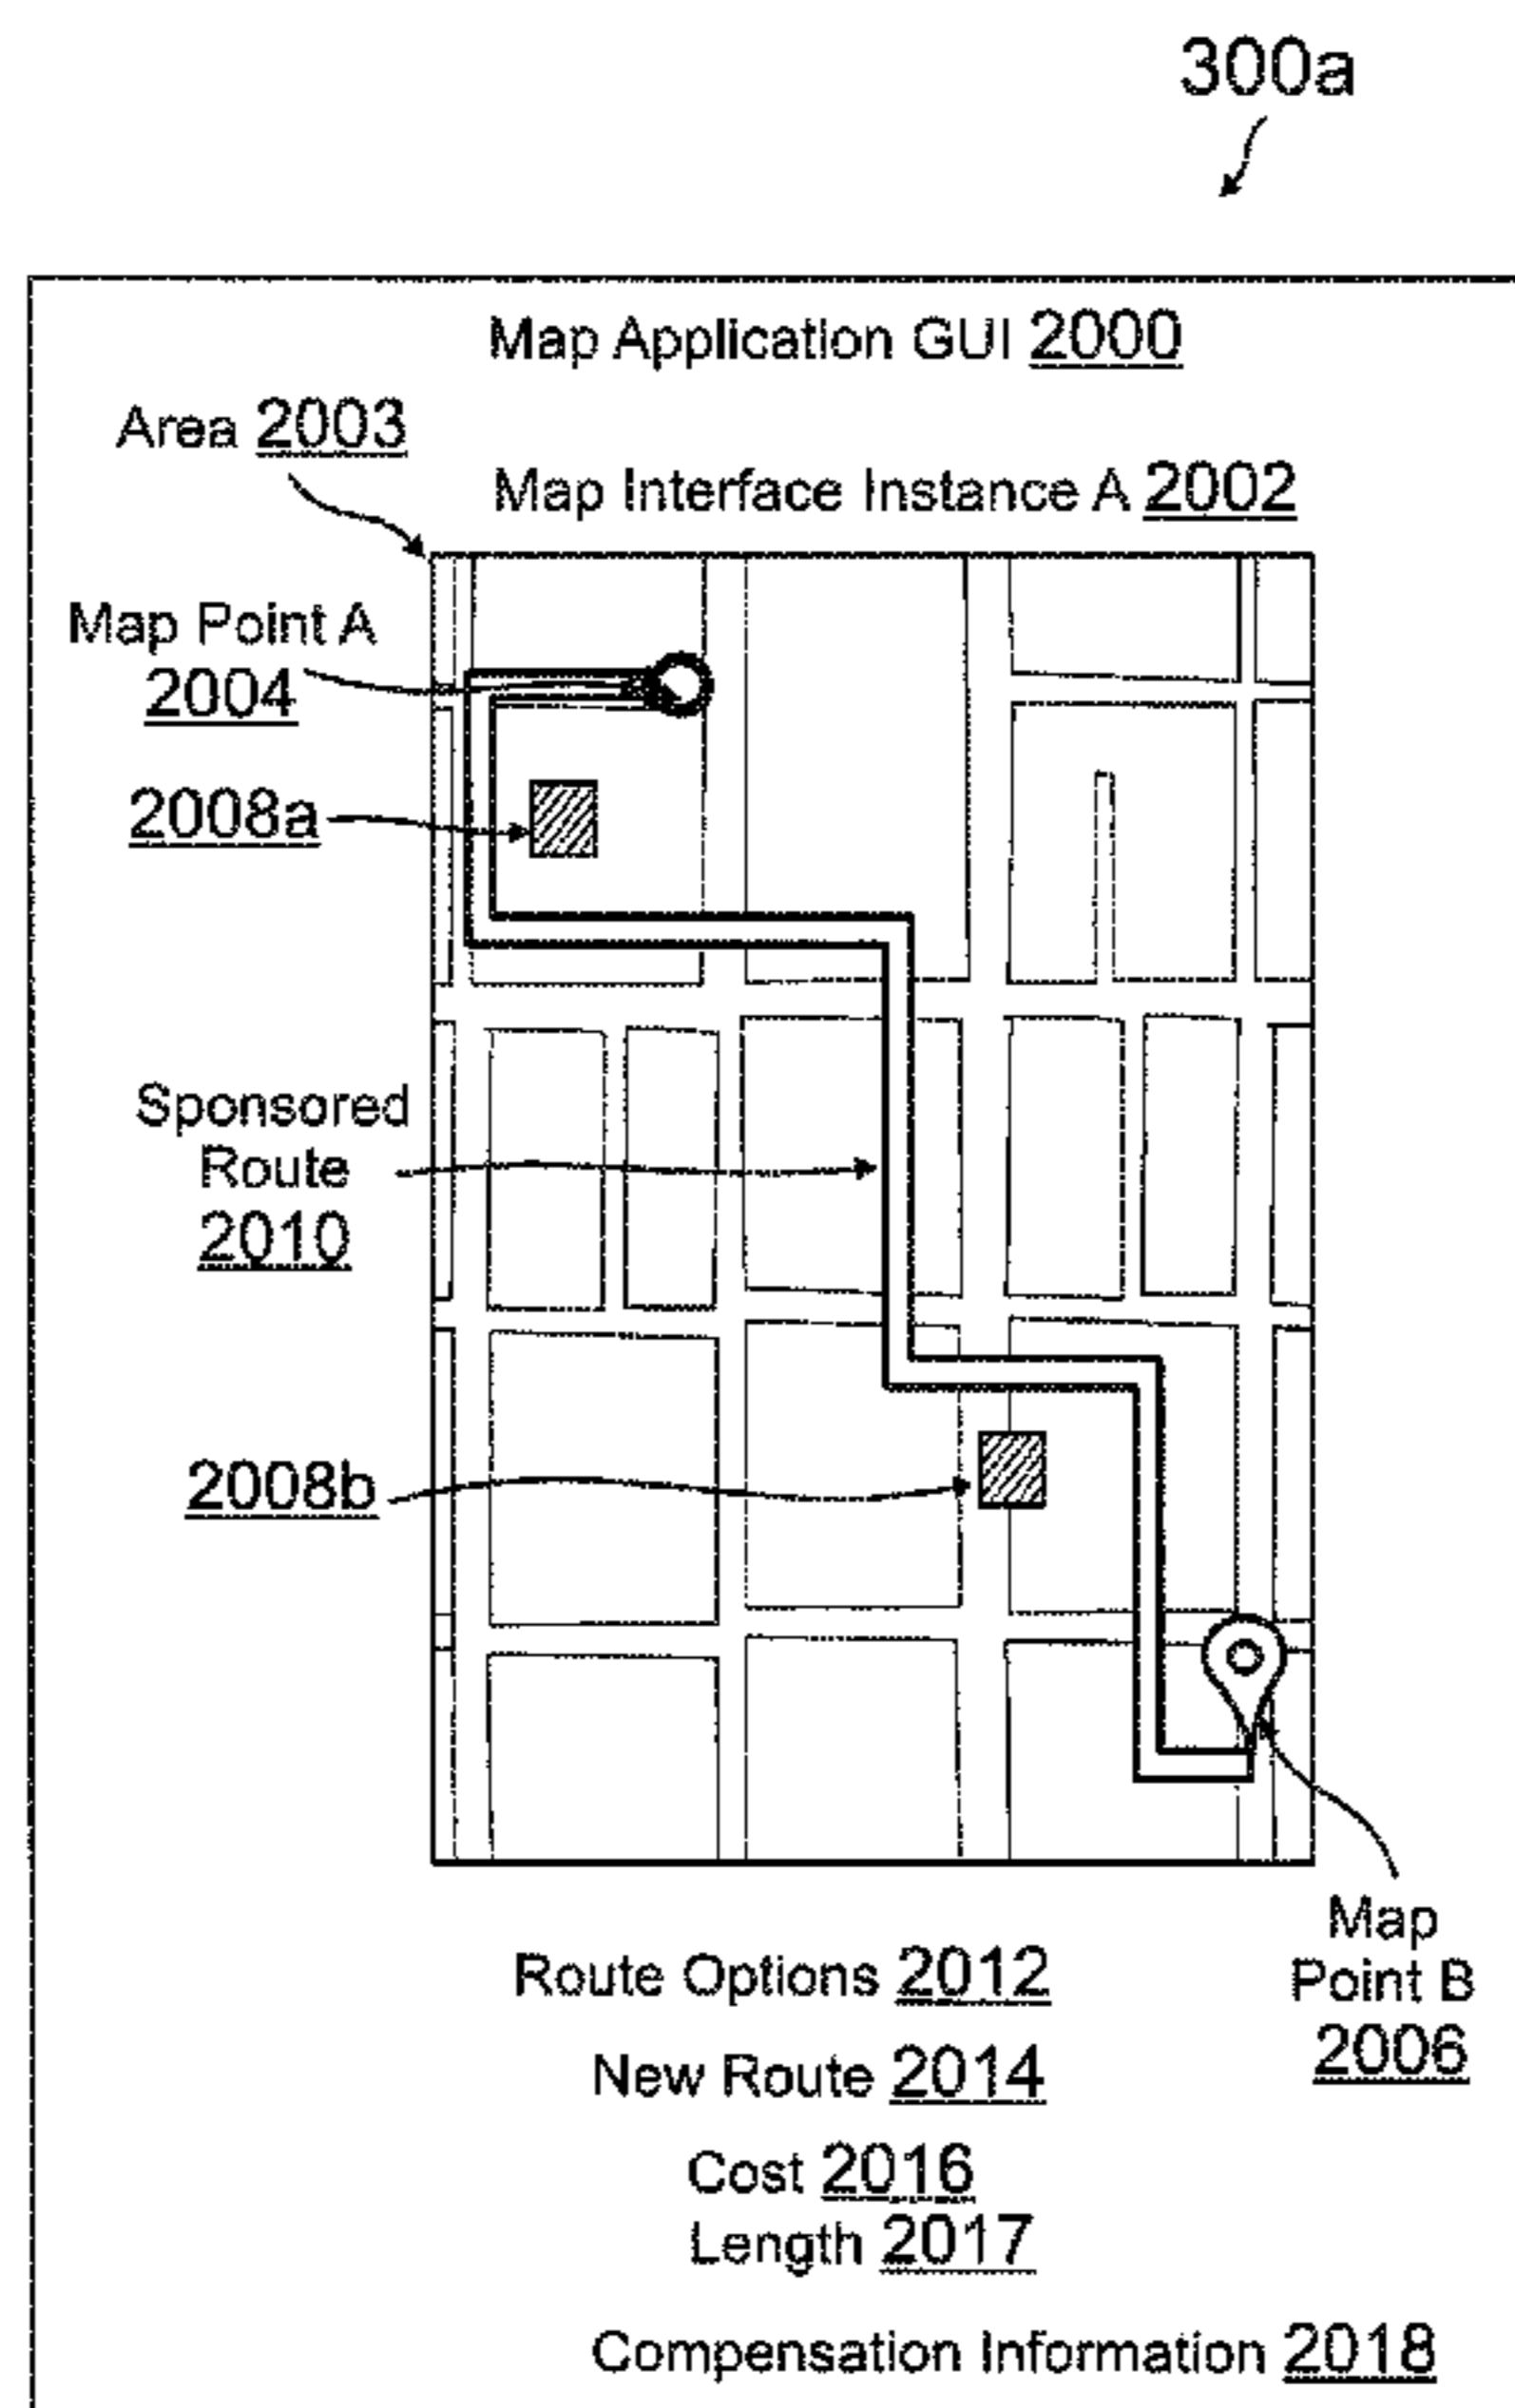 300a
Map Application GUI 2000
Area 2003
Map Interface Instance A 2002
Map Point A
2004
2008a
Sponsored
Route
2010
2008b
Map
Point B
2006
Route Options 2012
New Route 2014
Cost 2016
Length 2017
Compensation Information 2018